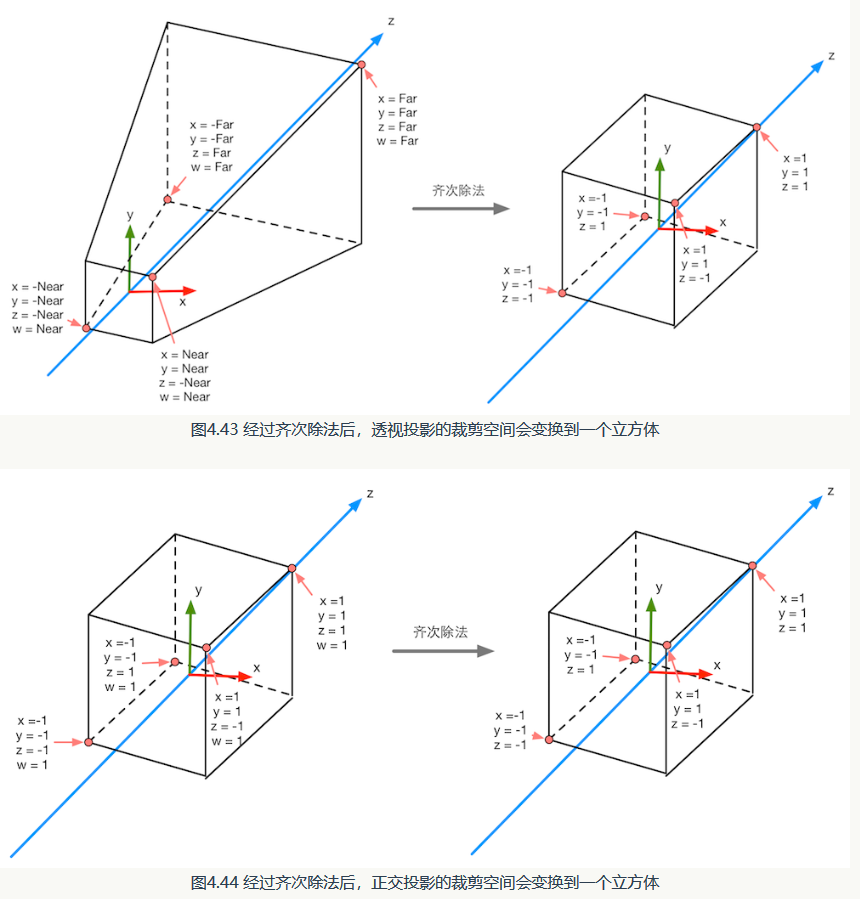 z
x = Far
y = Far
z = Far
w = Far
x = -Far
y = -Far
z = Far
w = Far
y
x
x = -Near
y = -Near
z = -Near
w = Near
x = Near
y = Near
z = -Near
w = Near
齐次除法
z
x =1
y = 1
z = 1
y
x =-1
y = -1
z = 1
x
x =1
y = 1
z = -1
x =-1
y = -1
z = -1
图4.43 经过齐次除法后，透视投影的裁剪空间会变换到一个立方体
z
x =1
y = 1
z = 1
w = 1
y
x =-1
y = -1
z = 1
w = 1
x
x =1
y = 1
z = -1
w = 1
x =-1
y = -1
z = -1
w = 1
齐次除法
z
x =1
y = 1
z = 1
y
x =-1
y = -1
z = 1
x
x =1
y = 1
z = -1
x =-1
y = -1
z = -1
图4.44 经过齐次除法后，正交投影的裁剪空间会变换到一个立方体